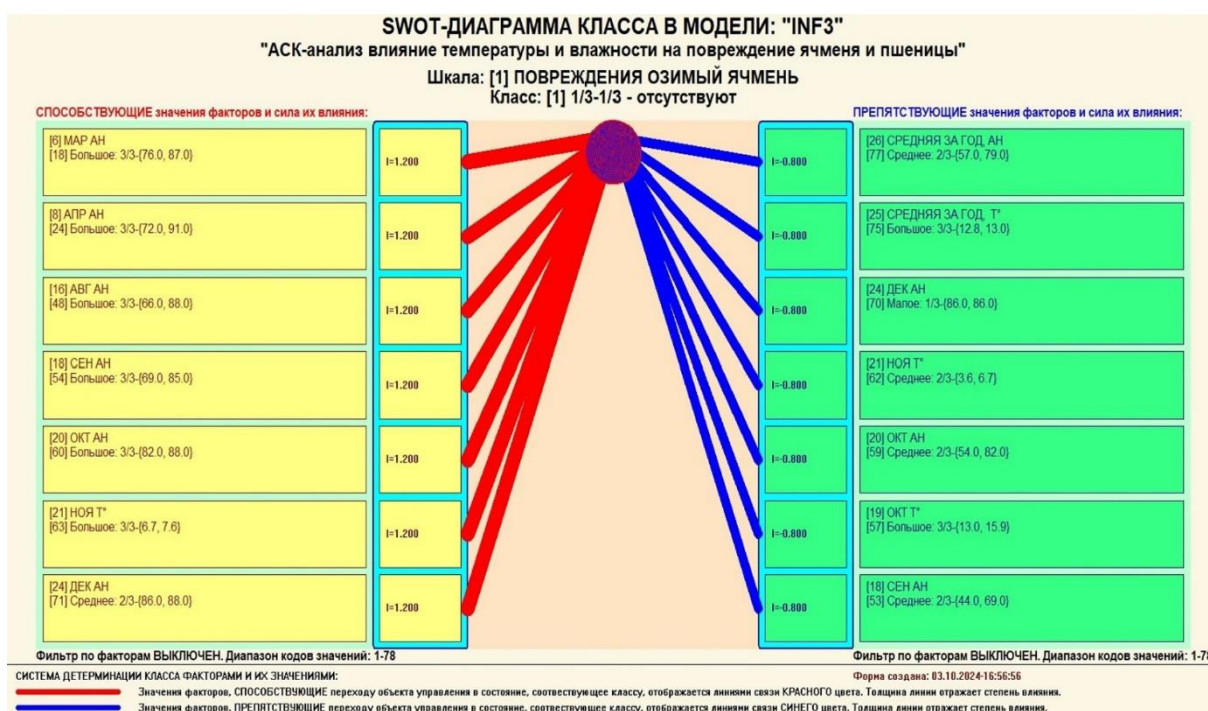 SWOT-ДИАГРАММА КЛАССА В МОДЕЛИ: "INF3"
"АСК-анализ влияние температуры и влажности на повреждение ячменя и пшеницы"
Шкала: [1] ПОВРЕЖДЕНИЯ ОЗИМЫЙ ЯЧМЕНЬ
Класс: [1] 1/3-1/3 - отсутствуют
СПОСОБСТВУЮЩИЕ значения факторов и сила их влияния:
[6] МАР АН
[18] Большое: 3/3-{76.0, 87.0}
I=1.200
[8] АПР АН
[24] Большое: 3/3-{72.0, 91.0}
I=1.200
[16] АВГ АН
[48] Большое: 3/3-{66.0, 88.0}
I=1.200
[18] СЕН АН
[54] Большое: 3/3-{69.0, 85.0}
I=1.200
[20] ОКТ АН
[60] Большое: 3/3-{82.0, 88.0}
I=1.200
[21] НОЯ Т°
[63] Большое: 3/3-{6.7, 7.6}
I=1.200
[24] ДЕК АН
[71] Среднее: 2/3-{86.0, 88.0}
I=1.200
Фильтр по факторам ВЫКЛЮЧЕН. Диапазон кодов значений: 1-78
ПРЕПЯТСТВУЮЩИЕ значения факторов и сила их влияния:
I=-0.800
[26] СРЕДНЯЯ ЗА ГОД, АН
[77] Среднее: 2/3-{57.0, 79.0}
I=-0.800
[25] СРЕДНЯЯ ЗА ГОД, Т°
[75] Большое: 3/3-{12.8, 13.0}
I=-0.800
[24] ДЕК АН
[70] Малое: 1/3-{86.0, 86.0}
I=-0.800
[21] НОЯ Т°
[62] Среднее: 2/3-{3.6, 6.7}
I=-0.800
[20] ОКТ АН
[59] Среднее: 2/3-{54.0, 82.0}
I=-0.800
[19] ОКТ Т°
[57] Большое: 3/3-{13.0, 15.9}
I=-0.800
[18] СЕН АН
[53] Среднее: 2/3-{44.0, 69.0}
Фильтр по факторам ВЫКЛЮЧЕН. Диапазон кодов значений: 1-78
СИСТЕМА ДЕТЕРМИНАЦИИ КЛАССА ФАКТОРАМИ И ИХ ЗНАЧЕНИЯМИ:
Форма создана: 03.10.2024-16:56:56
Значения факторов, СПОСОБСТВУЮЩИЕ переходу объекта управления в состояние, соответствующее классу, отображается линиями связи КРАСНОГО цвета. Толщина линии отражает степень влияния.
Значения факторов, ПРЕПЯТСТВУЮЩИЕ переходу объекта управления в состояние, соответствующее классу, отображается линиями связи СИНЕГО цвета. Толщина линии отражает степень влияния.